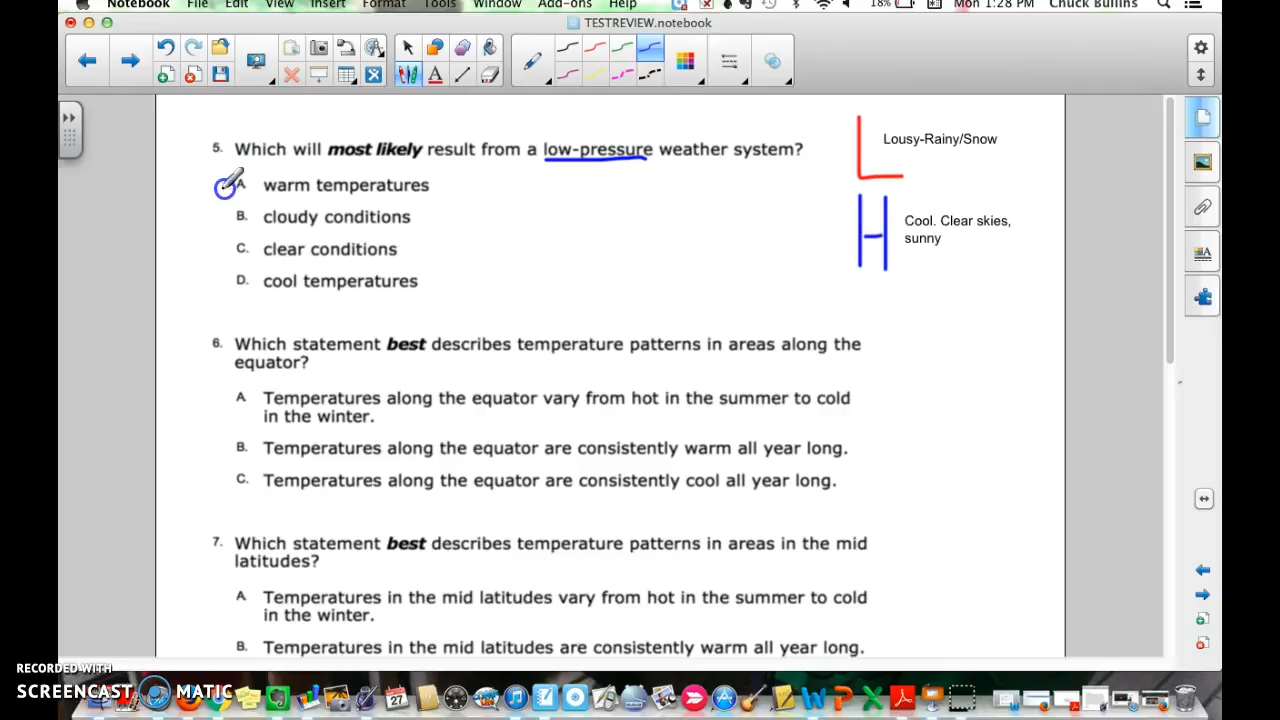 Notebook File Edit View Insert Format Tools Window Add-ons Help 18% Mon 1:28 PM Chuck Bullins
TESTREVIEW.notebook
5. Which will most likely result from a low-pressure weather system?
A warm temperatures
B. cloudy conditions
C. clear conditions
D. cool temperatures
L
Lousy-Rainy/Snow
H
Cool. Clear skies,
sunny
6. Which statement best describes temperature patterns in areas along the
equator?
A Temperatures along the equator vary from hot in the summer to cold
in the winter.
B. Temperatures along the equator are consistently warm all year long.
C. Temperatures along the equator are consistently cool all year long.
7. Which statement best describes temperature patterns in areas in the mid
latitudes?
A Temperatures in the mid latitudes vary from hot in the summer to cold
in the winter.
B. Temperatures in the mid latitudes are consistently warm all year long.
RECORDED WITH
SCREENCAST MATIC